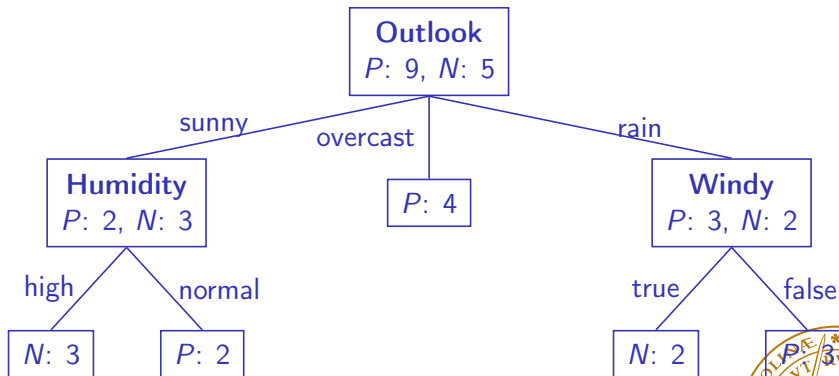 Outlook
P: 9, N: 5
sunny
overcast
rain
Humidity
P: 2, N: 3
P: 4
Windy
P: 3, N: 2
high
normal
true
false
N: 3
P: 2
N: 2
P: 3